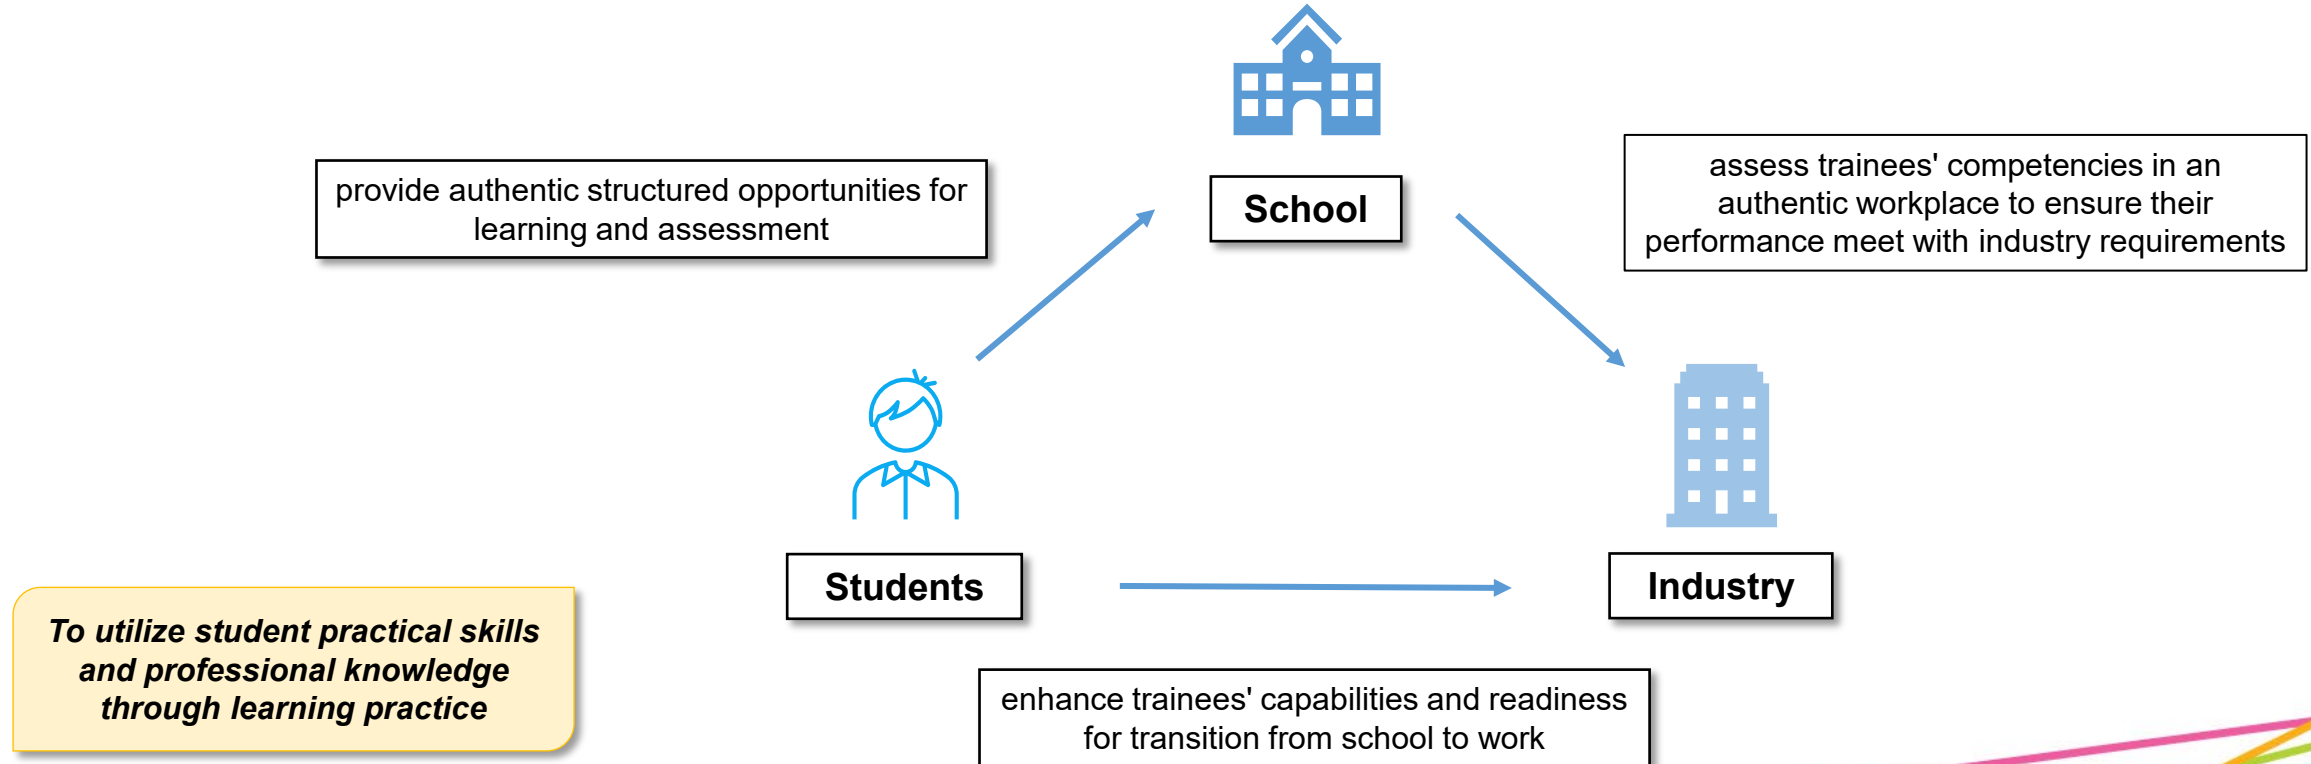 provide authentic structured opportunities for
learning and assessment
School
assess trainees' competencies in an
authentic workplace to ensure their
performance meet with industry requirements
Students
Industry
To utilize student practical skills
and professional knowledge
through learning practice
enhance trainees' capabilities and readiness
for transition from school to work